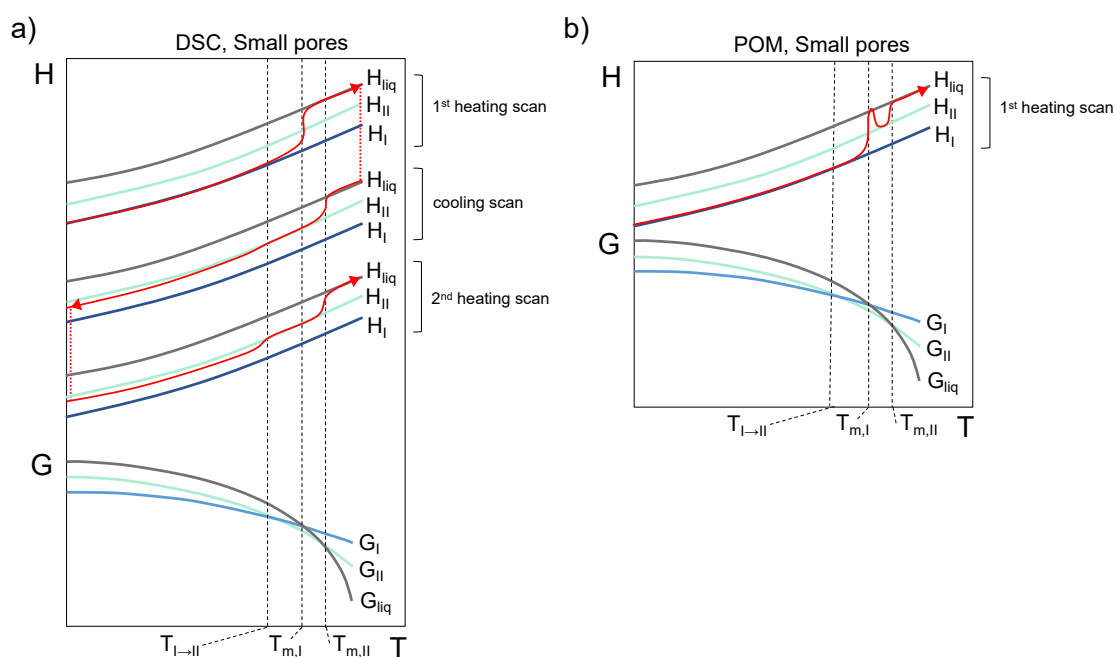 a)
DSC, Small pores
H
H_liq
H_II
H_I
1st heating scan
H_liq
H_II
H_I
cooling scan
H_liq
H_II
H_I
2nd heating scan
G
G_I
G_II
G_liq
T_I→II
T_m,I
T_m,II
T
b)
POM, Small pores
H
H_liq
H_II
H_I
1st heating scan
G
G_I
G_II
G_liq
T_I→II
T_m,I
T_m,II
T